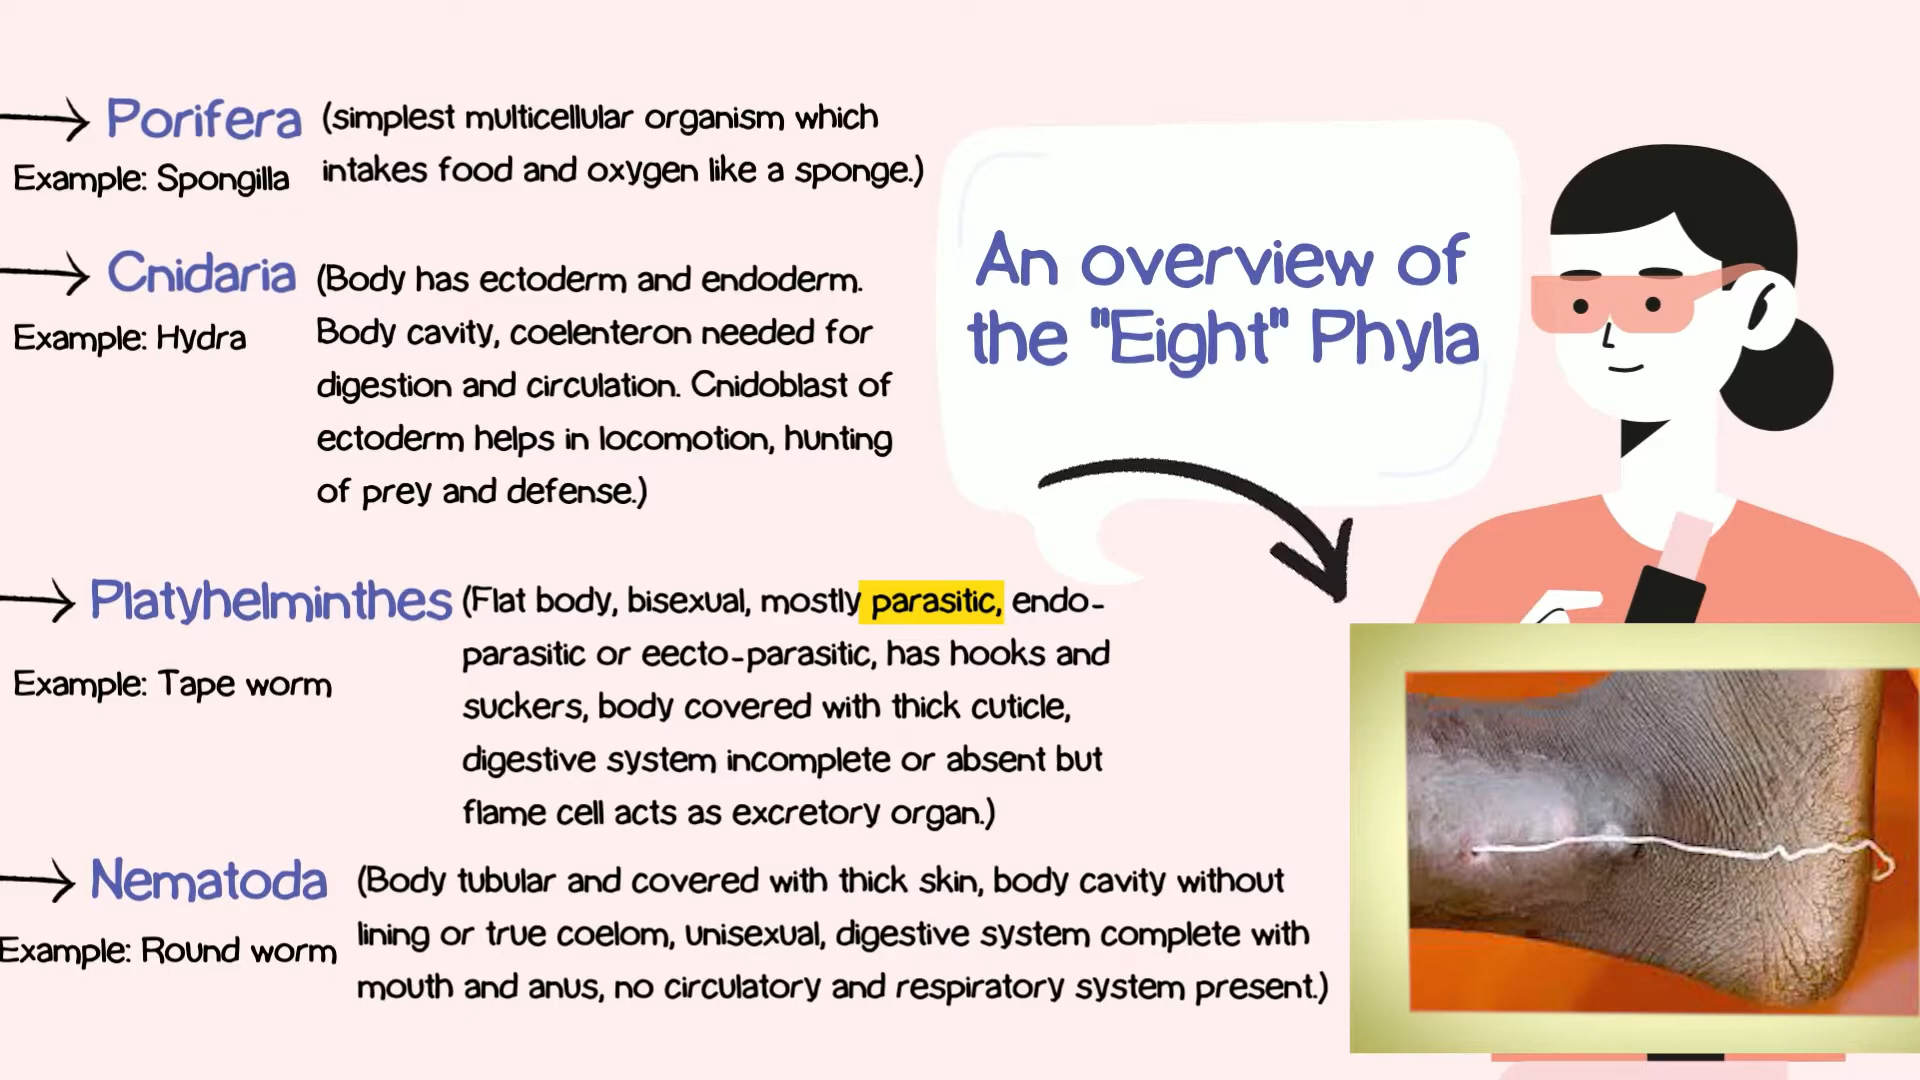 Porifera (simplest multicellular organism which
Example: Spongilla intakes food and oxygen like a sponge.)
Cnidaria (Body has ectoderm and endoderm.
Example: Hydra Body cavity, coelenteron needed for
digestion and circulation. Cnidoblast of
ectoderm helps in locomotion, hunting
of prey and defense.)
An overview of
the "Eight" Phyla
Platyhelminthes (Flat body, bisexual, mostly parasitic, endo-
parasitic or eecto-parasitic, has hooks and
Example: Tape worm suckers, body covered with thick cuticle,
digestive system incomplete or absent but
flame cell acts as excretory organ.)
Nematoda (Body tubular and covered with thick skin, body cavity without
Example: Round worm lining or true coelom, unisexual, digestive system complete with
mouth and anus, no circulatory and respiratory system present.)